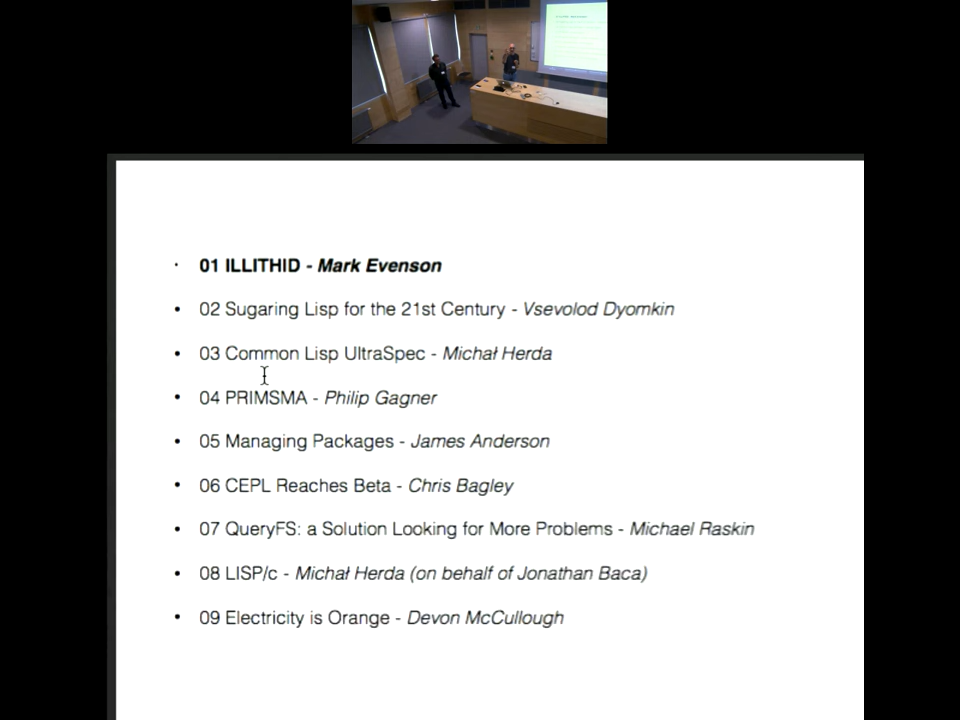 · 01 ILLITHID - Mark Evenson
• 02 Sugaring Lisp for the 21st Century - Vsevolod Dyomkin
• 03 Common Lisp UltraSpec - Michał Herda
• 04 PRIMSMA - Philip Gagner
• 05 Managing Packages - James Anderson
• 06 CEPL Reaches Beta - Chris Bagley
• 07 QueryFS: a Solution Looking for More Problems - Michael Raskin
• 08 LISP/c - Michał Herda (on behalf of Jonathan Baca)
• 09 Electricity is Orange - Devon McCullough